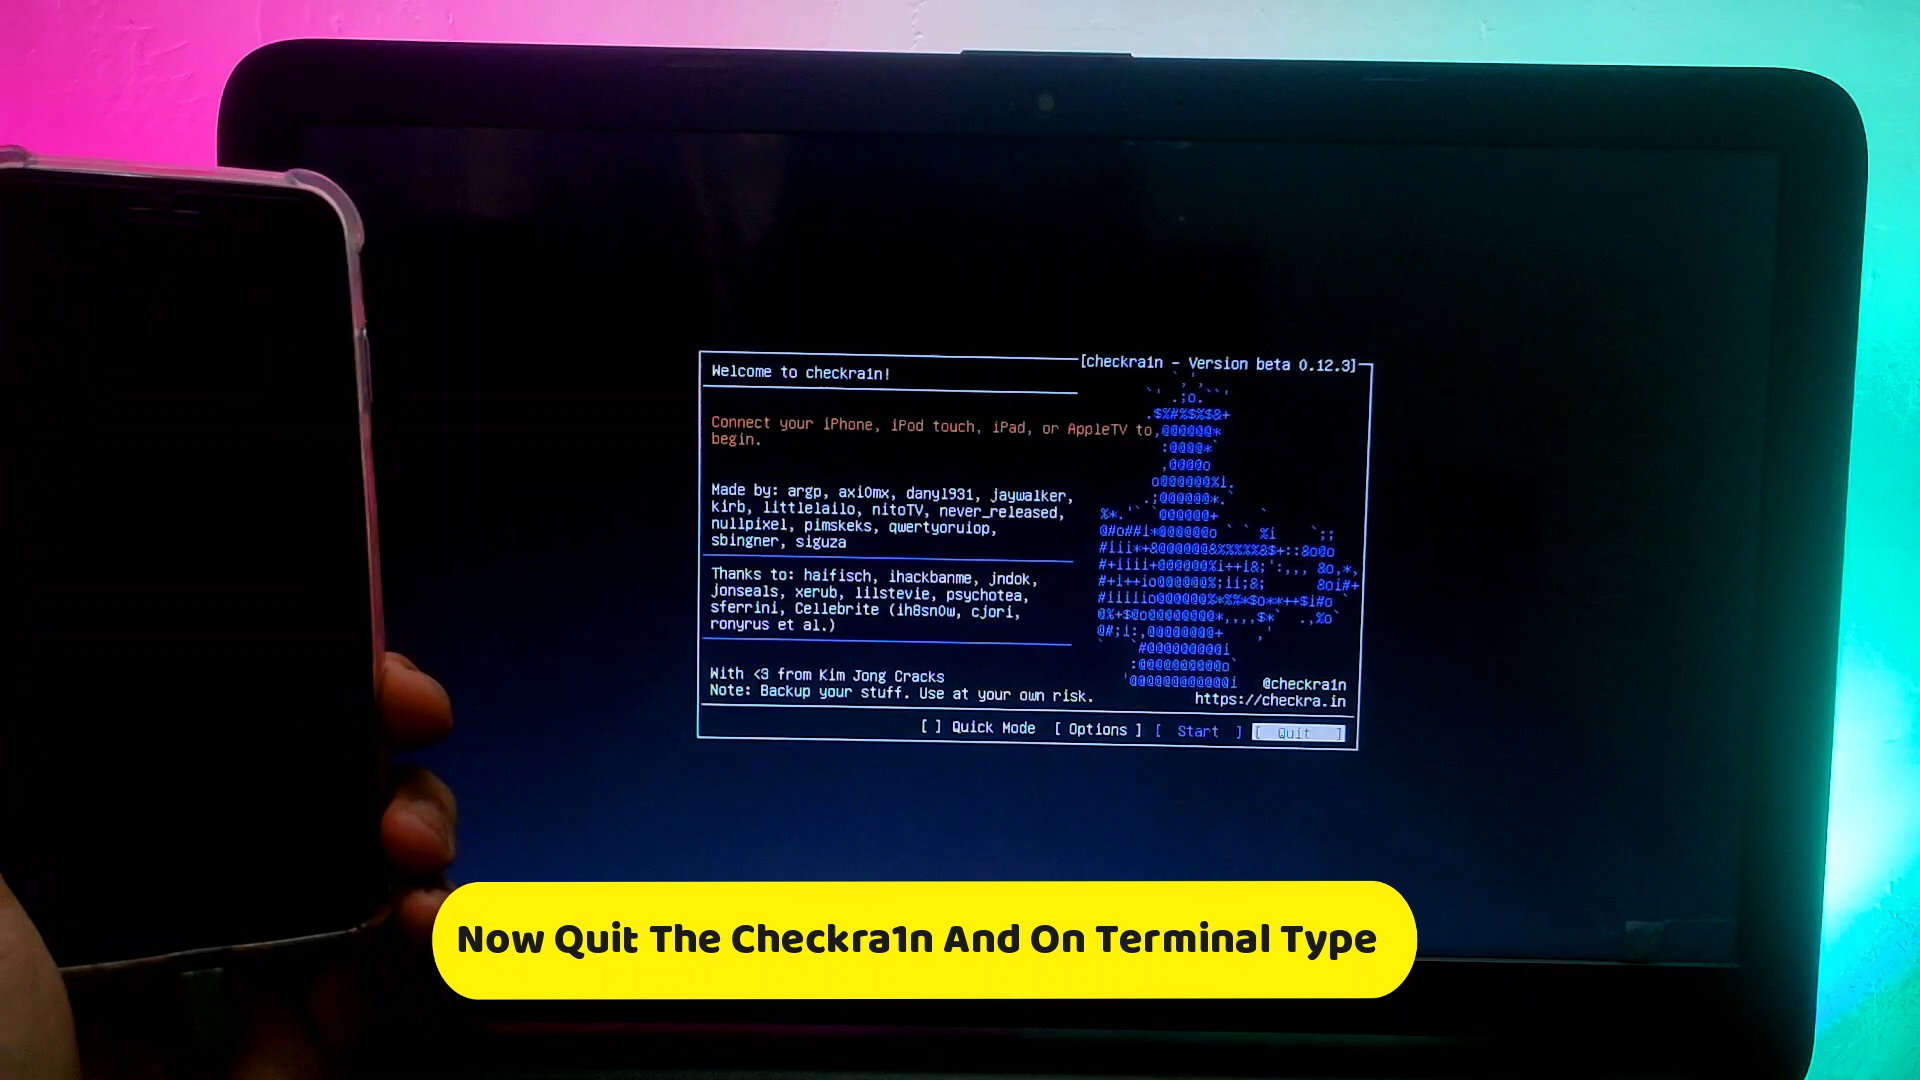 [checkra1n - Version beta 0.12.3]
Welcome to checkra1n!
Connect your iPhone, iPod touch, iPad, or AppleTV to
begin.
Made by: argp, axi0mx, danyl931, jaywalker,
kirb, littlelailo, nitoTV, never_released,
nullpixel, pimskeks, qwertyoruiop,
sbingner, siguza
Thanks to: haifisch, ihackbanme, jndok,
jonseals, xerub, lilstevie, psychotea,
sferrini, Cellebrite (ih8sn0w, cjori,
ronyrus et al.)
With <3 from Kim Jong Cracks
Note: Backup your stuff. Use at your own risk.
@checkra1n
https://checkra.in
[ ] Quick Mode [ Options ] [ Start ] [ Quit ]
Now Quit The Checkra1n And On Terminal Type